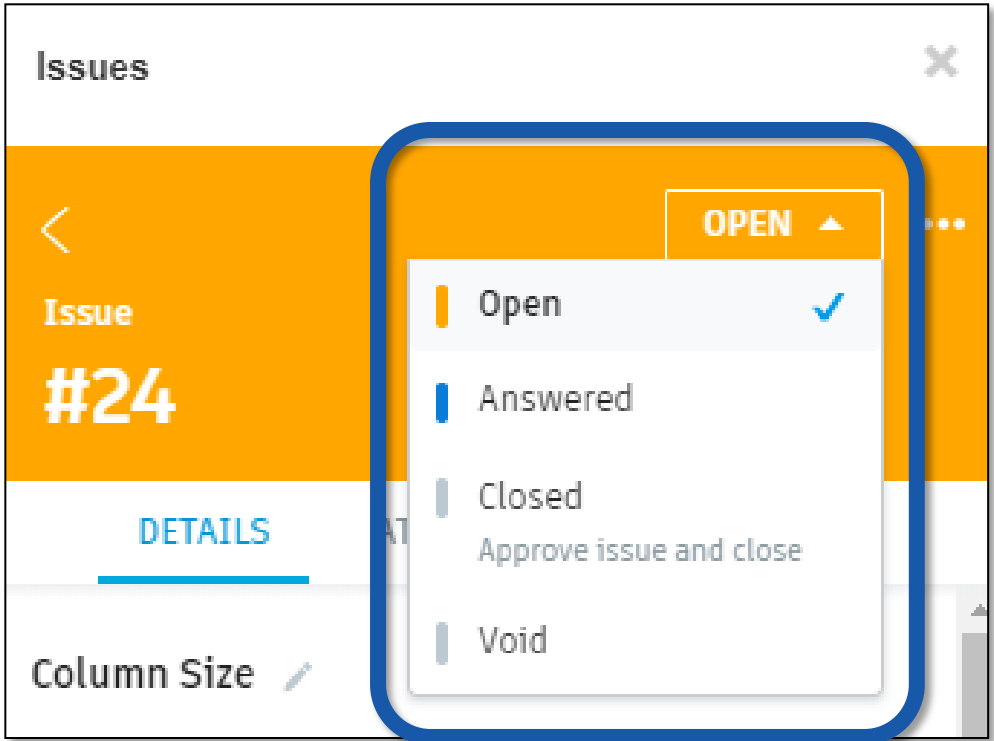 Issues
OPEN
Issue
#24
Open
Answered
Closed
Approve issue and close
Void
DETAILS
Column Size